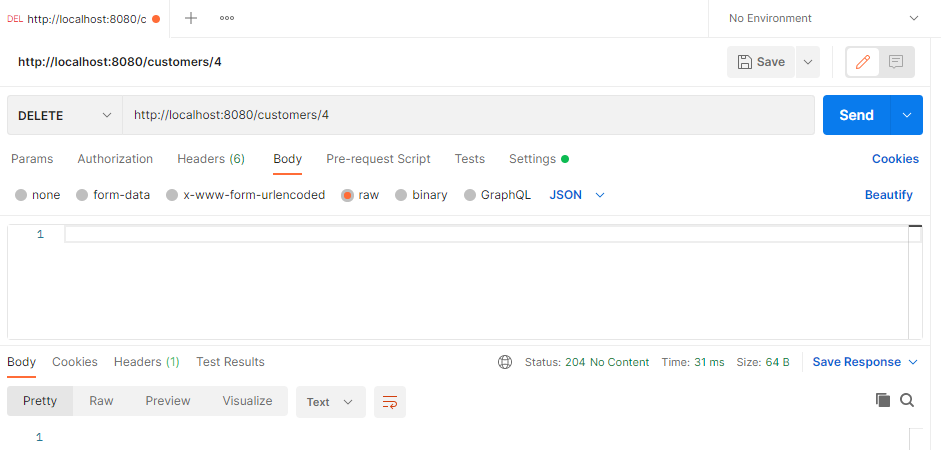 DEL http://localhost:8080/c
No Environment
http://localhost:8080/customers/4
Save
DELETE http://localhost:8080/customers/4 Send
Params Authorization Headers (6) Body Pre-request Script Tests Settings Cookies
none form-data x-www-form-urlencoded raw binary GraphQL JSON Beautify
1
Body Cookies Headers (1) Test Results Status: 204 No Content Time: 31 ms Size: 64 B Save Response
Pretty Raw Preview Visualize Text
1